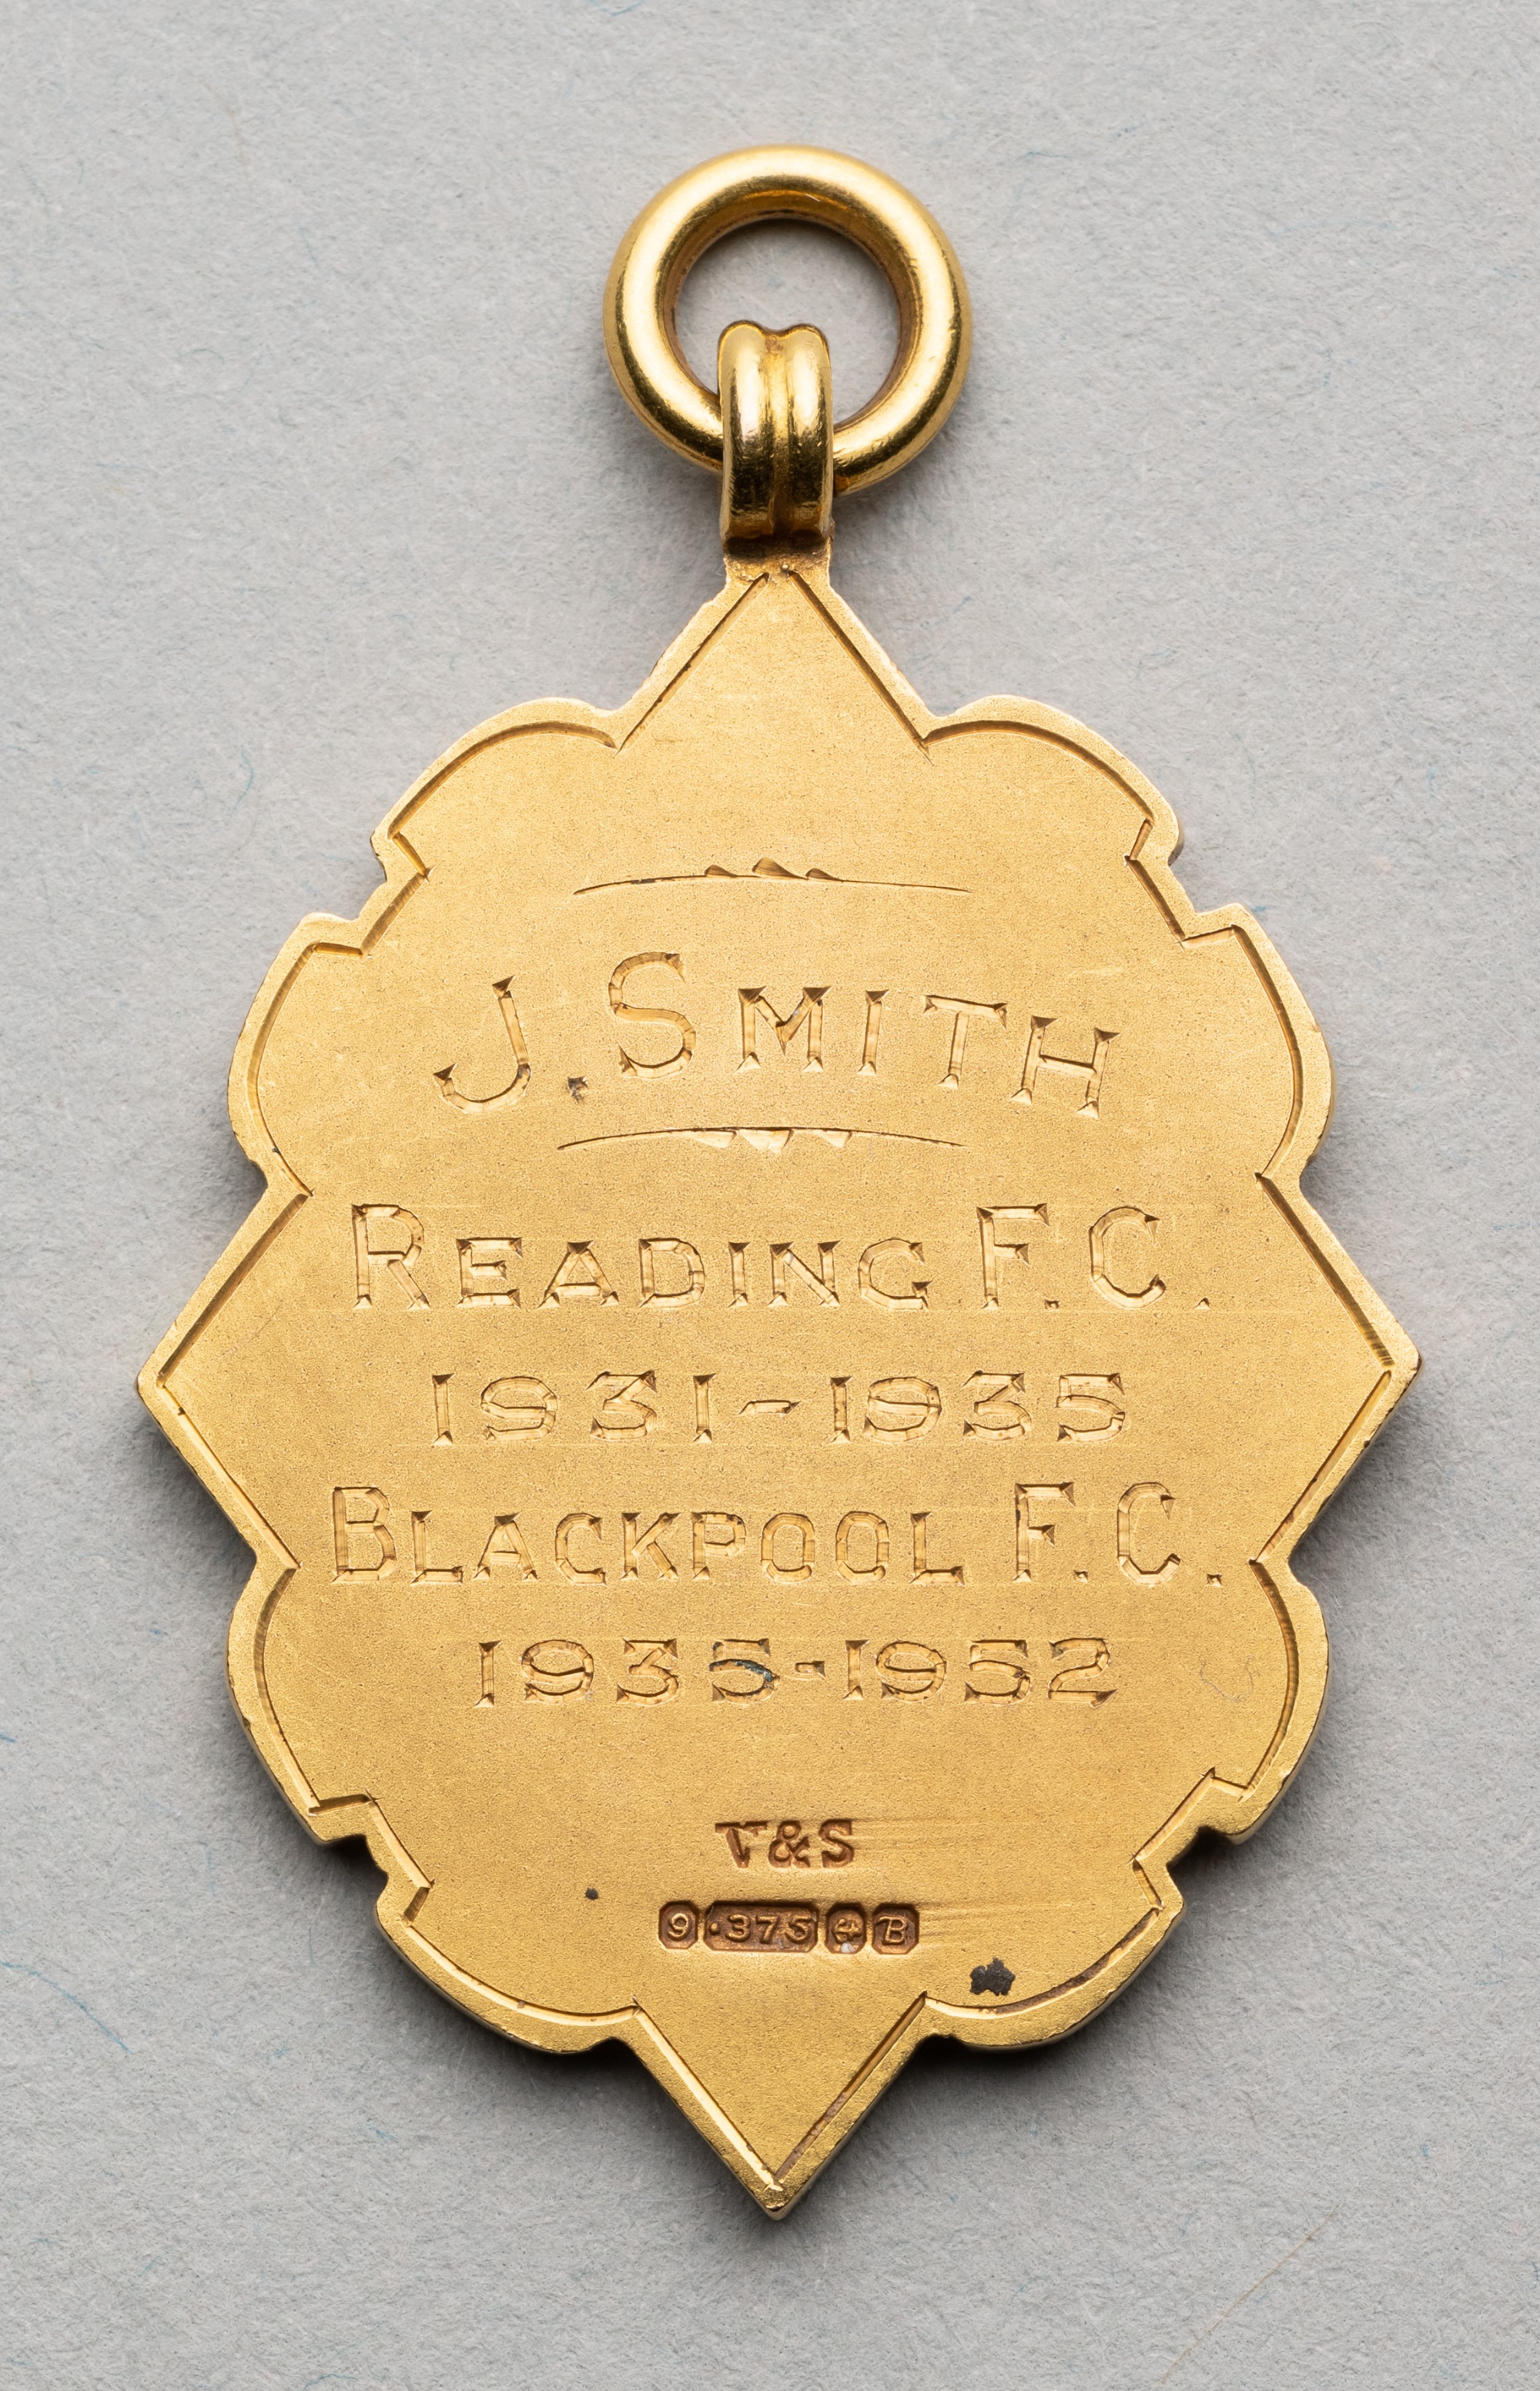 J. SMITH
READING F.C.
1931-1935
BLACKPOOL F.C.
1935-1952
V&S
9 ·375 B